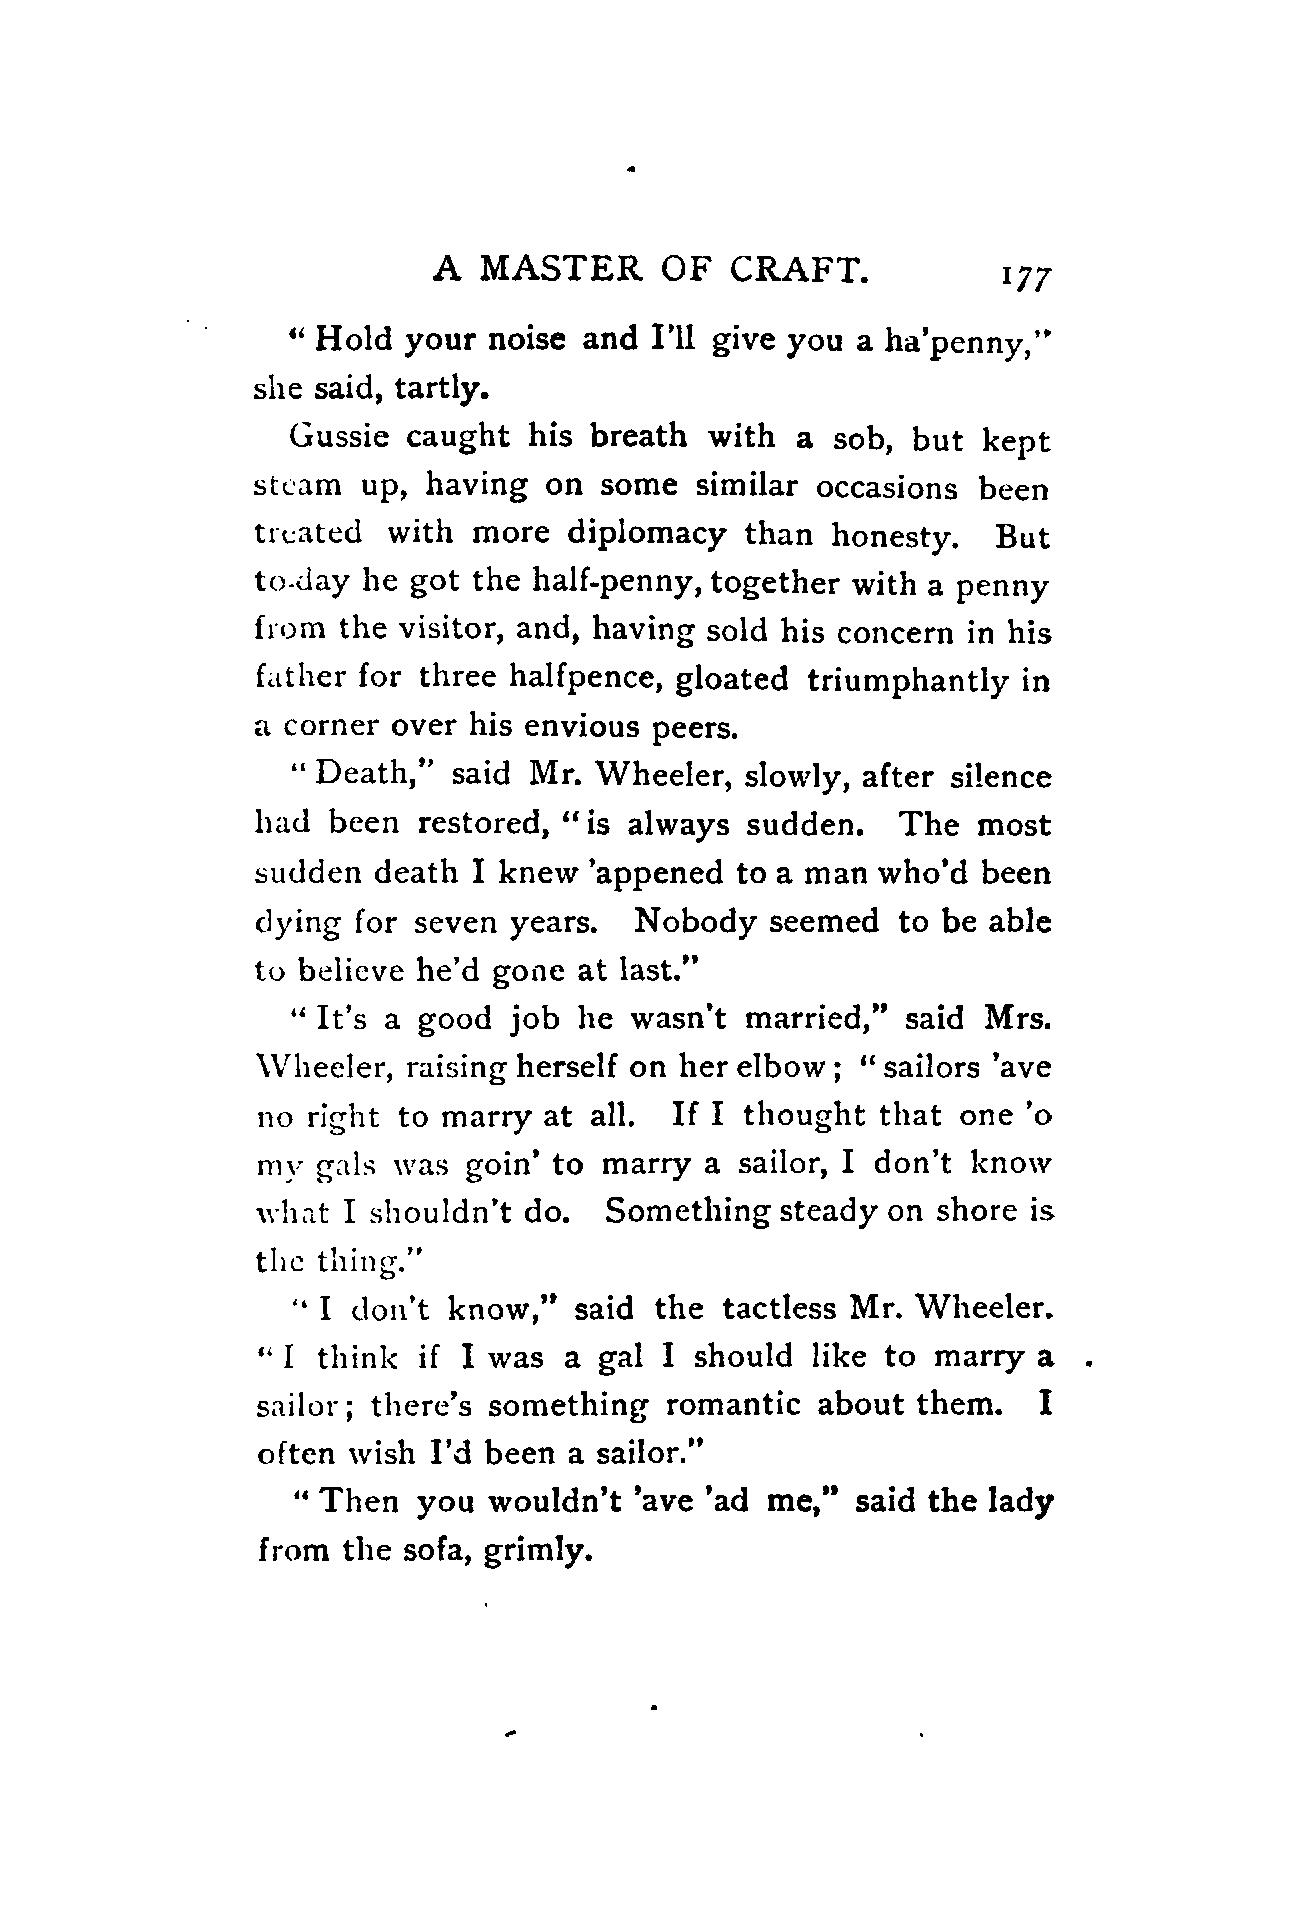 A MASTER OF CRAFT. 177
" Hold your noise and I'll give you a ha'penny,"
she said, tartly.
Gussie caught his breath with a sob, but kept
steam up, having on some similar occasions been
treated with more diplomacy than honesty. But
to-day he got the half-penny, together with a penny
from the visitor, and, having sold his concern in his
father for three halfpence, gloated triumphantly in
a corner over his envious peers.
" Death," said Mr. Wheeler, slowly, after silence
had been restored, " is always sudden. The most
sudden death I knew 'appened to a man who'd been
dying for seven years. Nobody seemed to be able
to believe he'd gone at last."
" It's a good job he wasn't married," said Mrs.
Wheeler, raising herself on her elbow ; " sailors 'ave
no right to marry at all. If I thought that one 'o
my gals was goin' to marry a sailor, I don't know
what I shouldn't do. Something steady on shore is
the thing."
" I don't know," said the tactless Mr. Wheeler.
" I think if I was a gal I should like to marry a
sailor ; there's something romantic about them. I
often wish I'd been a sailor."
" Then you wouldn't 'ave 'ad me," said the lady
from the sofa, grimly.